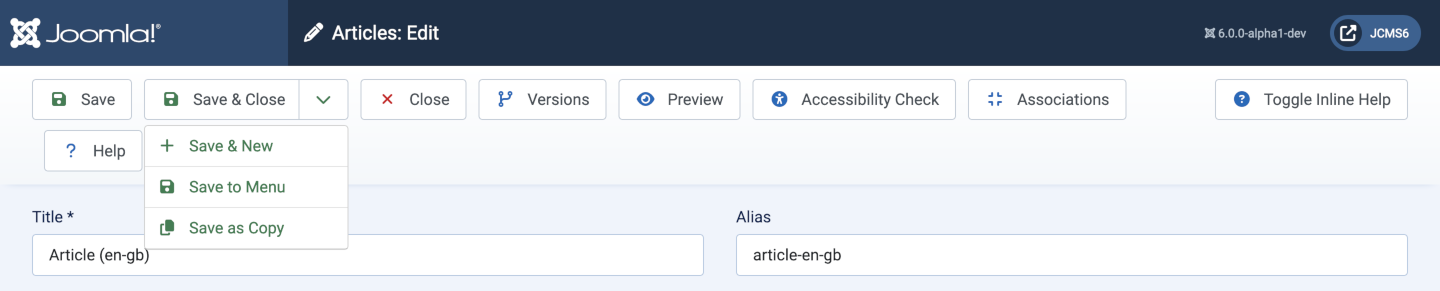 Joomla!® Articles: Edit 6.0.0-alpha1-dev JCMS6
Save Save & Close Close Versions Preview Accessibility Check Associations Toggle Inline Help
? Help
Save & New
Save to Menu
Save as Copy
Title * Alias
Article (en-gb) article-en-gb